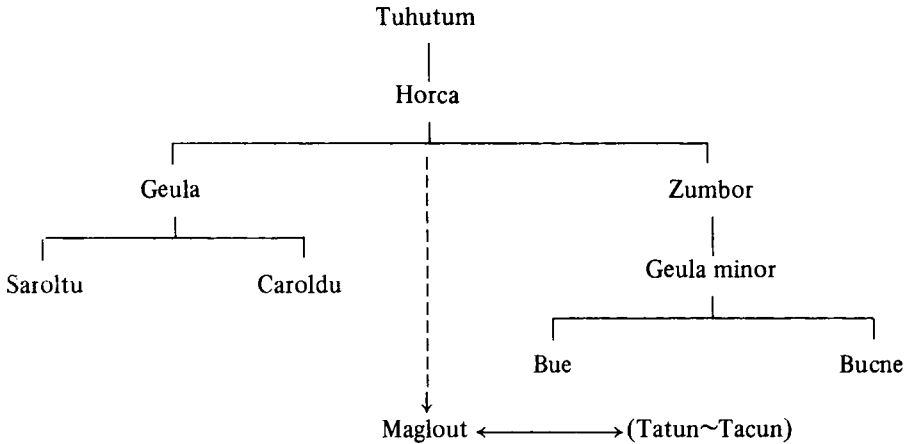 Tuhutum
Horca
Geula Zumbor
Saroltu Caroldu Geula minor
Bue Bucne
Maglout (Tatun~Tacun)